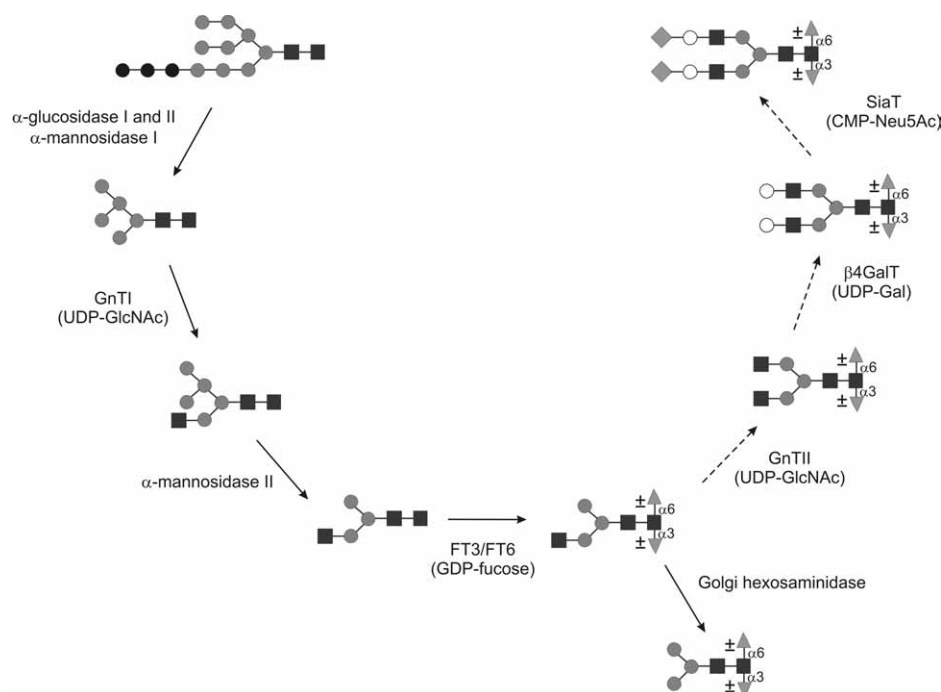 ±
α6
α3
±
SiaT
(CMP-Neu5Ac)
α-glucosidase I and II
α-mannosidase I
±
α6
α3
±
β4GalT
(UDP-Gal)
GnTI
(UDP-GlcNAc)
±
α6
α3
±
GnTII
(UDP-GlcNAc)
α-mannosidase II
±
α6
α3
±
FT3/FT6
(GDP-fucose)
Golgi hexosaminidase
±
α6
α3
±